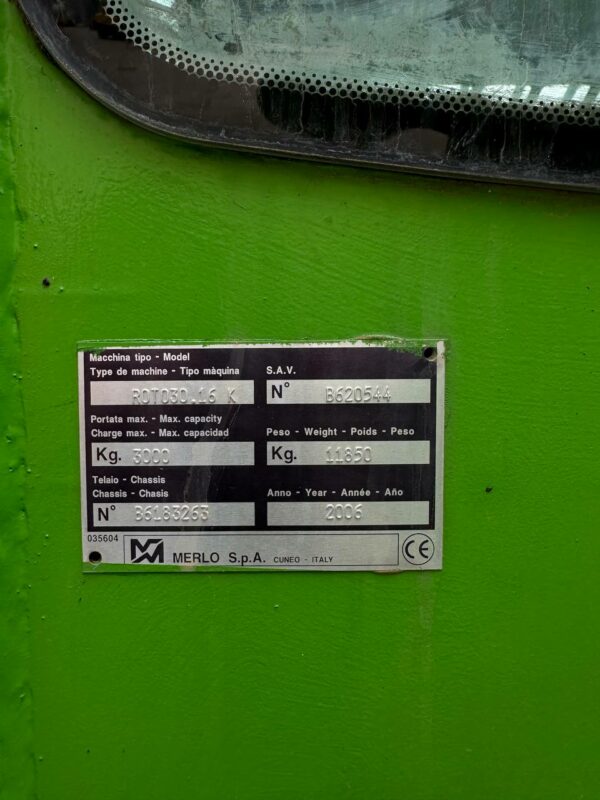 Macchina tipo - Model
Type de machine - Tipo màquina
ROTO30.16 K
S.A.V.
N° B620544
Portata max. - Max. capacity
Charge max. - Max. capacidad
Kg. 3000
Peso - Weight - Poids - Peso
Kg. 11850
Telaio - Chassis
Chassis - Chasis
N° B6183263
Anno - Year - Année - Año
2006
035604
MERLO S.p.A. CUNEO - ITALY
CE